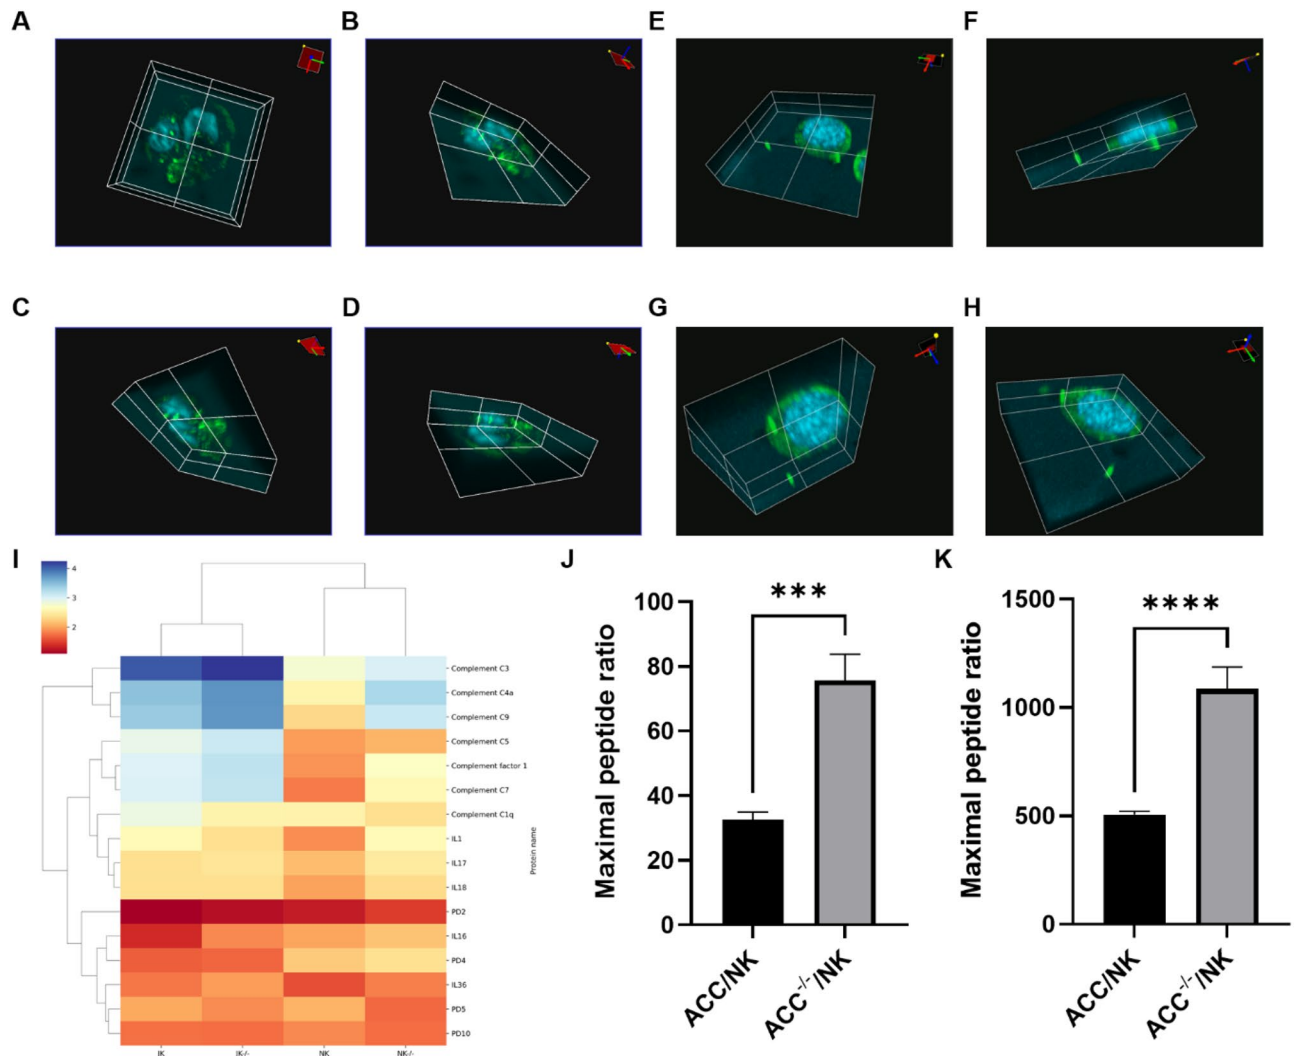 A
B
E
F
C
D
G
H
I
J
K
4
3
2
Complement C3
Complement C4a
Complement C9
Complement C5
Complement factor 1
Complement C7
Complement C1q
IL1
IL17
IL18
PD2
IL16
PD4
IL36
PD5
PD10
Protein name
IK
IK-/-
NK
NK-/-
Maximal peptide ratio
100
80
60
40
20
0
***
ACC/NK
ACC-/-/NK
Maximal peptide ratio
1500
1000
500
0
****
ACC/NK
ACC-/-/NK